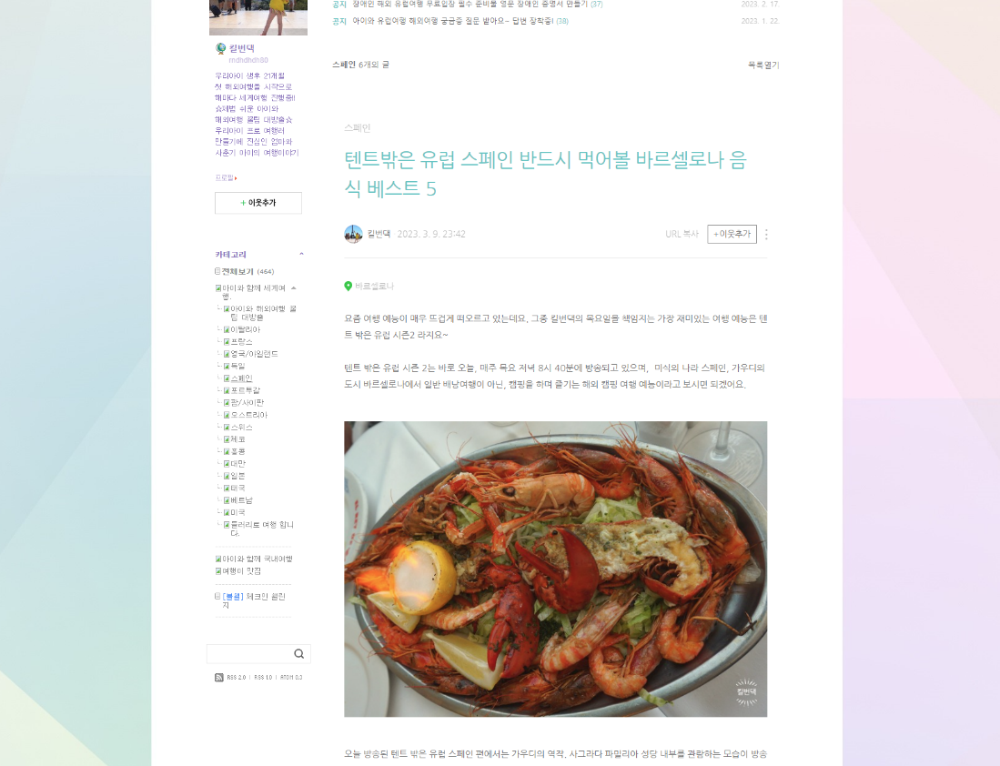 공지 장애인 해외 유럽여행 무료입장 필수 준비물 영문 장애인 증명서 만들기 (37) 2023. 2. 17.
공지 아이와 유럽여행 해외여행 궁금증 질문 받아요~ 답변 장착중! (38) 2023. 1. 22.
킬번댁
rndhdhdh80
우리아이 생후 21개월
첫 해외여행을 시작으로
해마다 세계여행 진행중!!
☆제법 쉬운 아이와
해외여행 꿀팁 대방출☆
우리아이 프로 여행러
만들기에 진심인 엄마와
사춘기 아이의 여행이야기
프로필
+ 이웃추가
카테고리
전체보기 (464)
아이와 함께 세계여
행.
아이와 해외여행 꿀
팁 대방출
이탈리아
프랑스
영국/아일랜드
독일
스페인
포르투갈
괌/사이판
오스트리아
스위스
체코
홍콩
대만
일본
태국
베트남
미국
플러리로 여행 합니
다.
아이와 함께 국내여행
여행이 맛집
[블챌] 체크인 챌린
지
RSS 2.0 | RSS 1.0 | ATOM 0.3
스페인 6개의 글 목록열기
스페인
텐트밖은 유럽 스페인 반드시 먹어볼 바르셀로나 음
식 베스트 5
킬번댁 2023. 3. 9. 23:42 URL 복사 +이웃추가
바르셀로나
요즘 여행 예능이 매우 뜨겁게 떠오르고 있는데요, 그중 킬번댁의 목요일을 책임지는 가장 재미있는 여행 예능은 텐
트 밖은 유럽 시즌2 라지요~
텐트 밖은 유럽 시즌 2는 바로 오늘, 매주 목요 저녁 8시 40분에 방송되고 있으며, 미식의 나라 스페인, 가우디의
도시 바르셀로나에서 일반 배낭여행이 아닌, 캠핑을 하며 즐기는 해외 캠핑 여행 예능이라고 보시면 되겠어요.
킬번댁
오늘 방송된 텐트 밖은 유럽 스페인 편에서는 가우디의 역작, 사그라다 파밀리아 성당 내부를 관람하는 모습이 방송